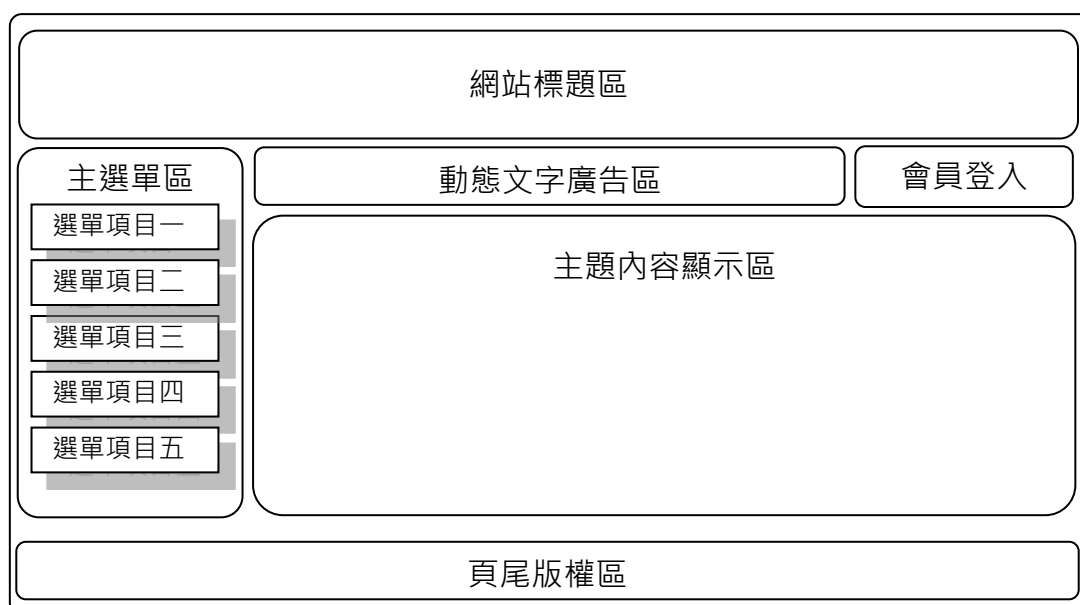 網站標題區
主選單區
選單項目一
選單項目二
選單項目三
選單項目四
選單項目五
動態文字廣告區
會員登入
主題內容顯示區
頁尾版權區